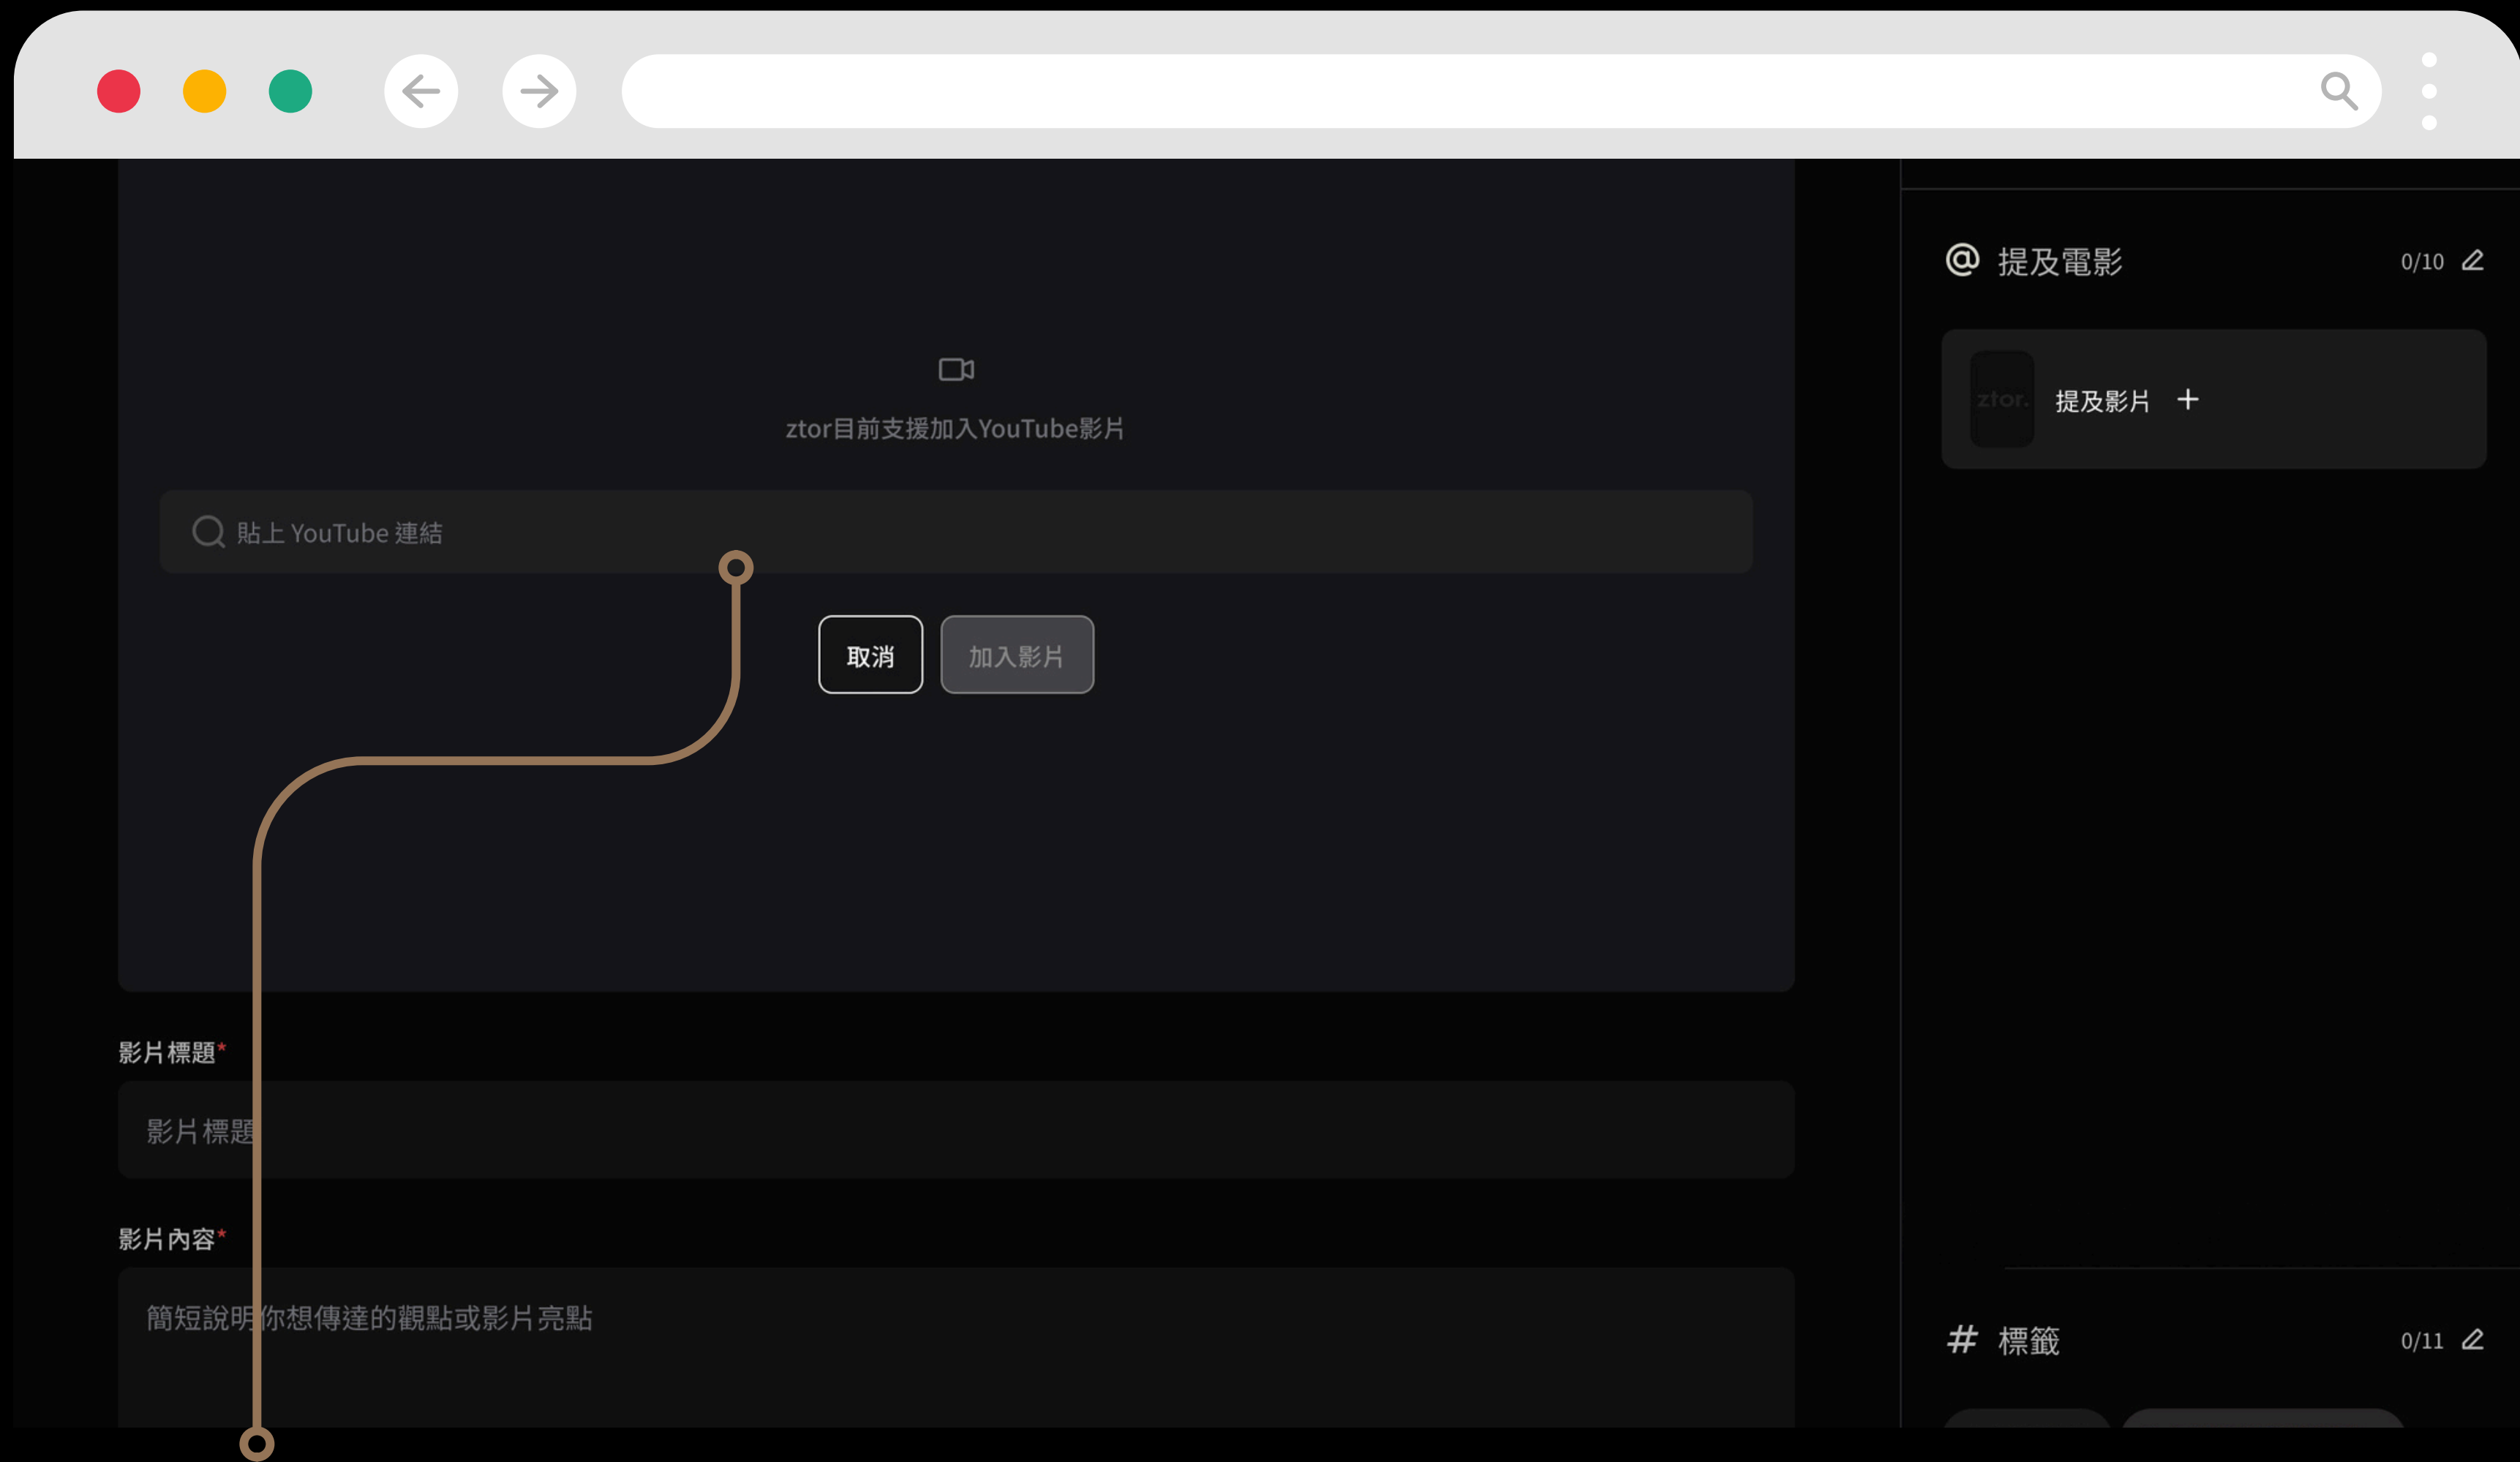 ztor目前支援加入YouTube影片
貼上 YouTube 連結
取消
加入影片
影片標題*
影片標題
影片內容*
簡短說明你想傳達的觀點或影片亮點
@ 提及電影
0/10
ztor.
提及影片 +
# 標籤
0/11